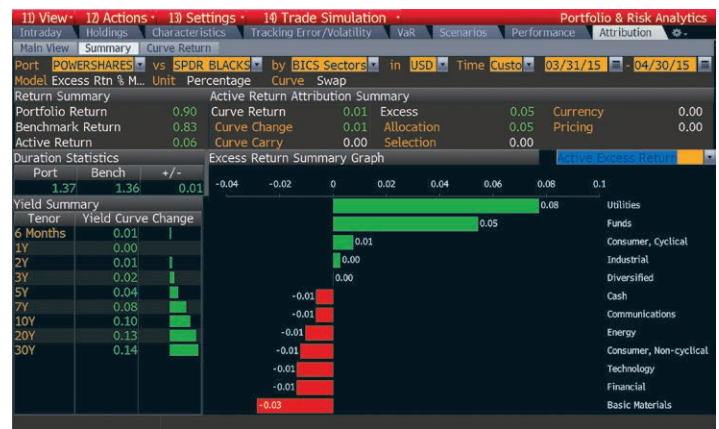 11) View 12) Actions 13) Settings 14) Trade Simulation Portfolio & Risk Analytics
Intraday Holdings Characteristics Tracking Error/Volatility VaR Scenarios Performance Attribution
Main View Summary Curve Return
Port POWERSHARES vs SPDR BLACKS by BICS Sectors in USD Time Custo 03/31/15 - 04/30/15
Model Excess Rtn % M... Unit Percentage Curve Swap
Return Summary Active Return Attribution Summary
Portfolio Return 0.90 Curve Return 0.01 Excess 0.05 Currency 0.00
Benchmark Return 0.83 Curve Change 0.01 Allocation 0.05 Pricing 0.00
Active Return 0.06 Curve Carry 0.00 Selection 0.00
Duration Statistics Excess Return Summary Graph Active Excess Return
Port Bench +/-
1.37 1.36 0.01
-0.04 -0.02 0 0.02 0.04 0.06 0.08 0.1
Yield Summary
Tenor Yield Curve Change
6 Months 0.01
1Y 0.00
2Y 0.01
3Y 0.02
5Y 0.04
7Y 0.08
10Y 0.10
20Y 0.13
30Y 0.14
0.08 Utilities
0.05 Funds
0.01 Consumer, Cyclical
0.00 Industrial
0.00 Diversified
-0.01 Cash
-0.01 Communications
-0.01 Energy
-0.01 Consumer, Non-cyclical
-0.01 Technology
-0.01 Financial
-0.03 Basic Materials